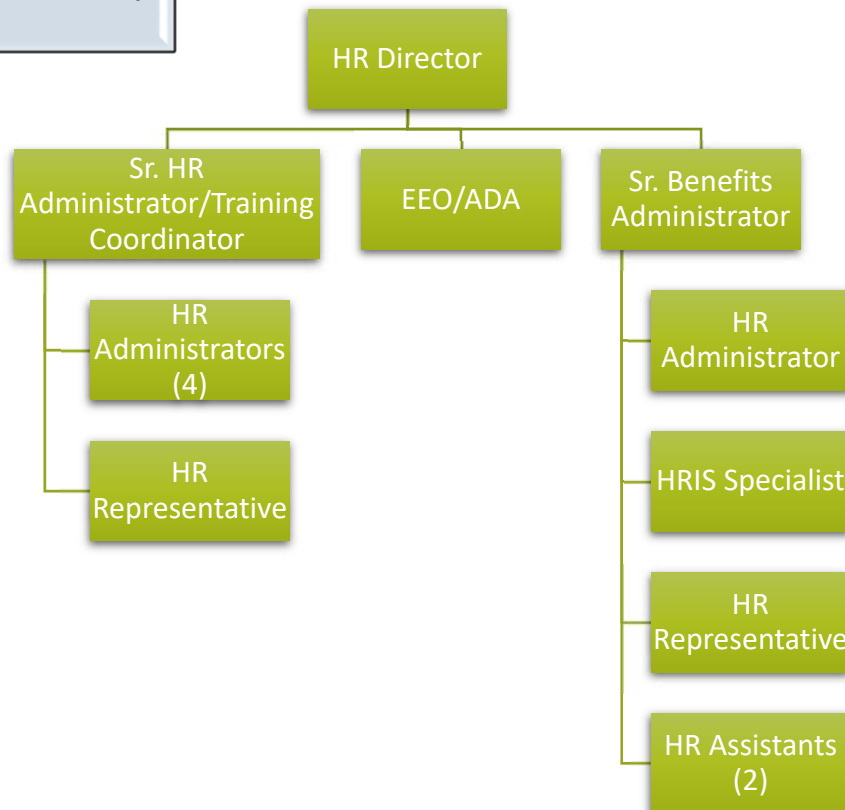 HR Director
Sr. HR
Administrator/Training
Coordinator
EEO/ADA
Sr. Benefits
Administrator
HR
Administrators
(4)
HR
Representative
HR
Administrator
HRIS Specialist
HR
Representative
HR Assistants
(2)